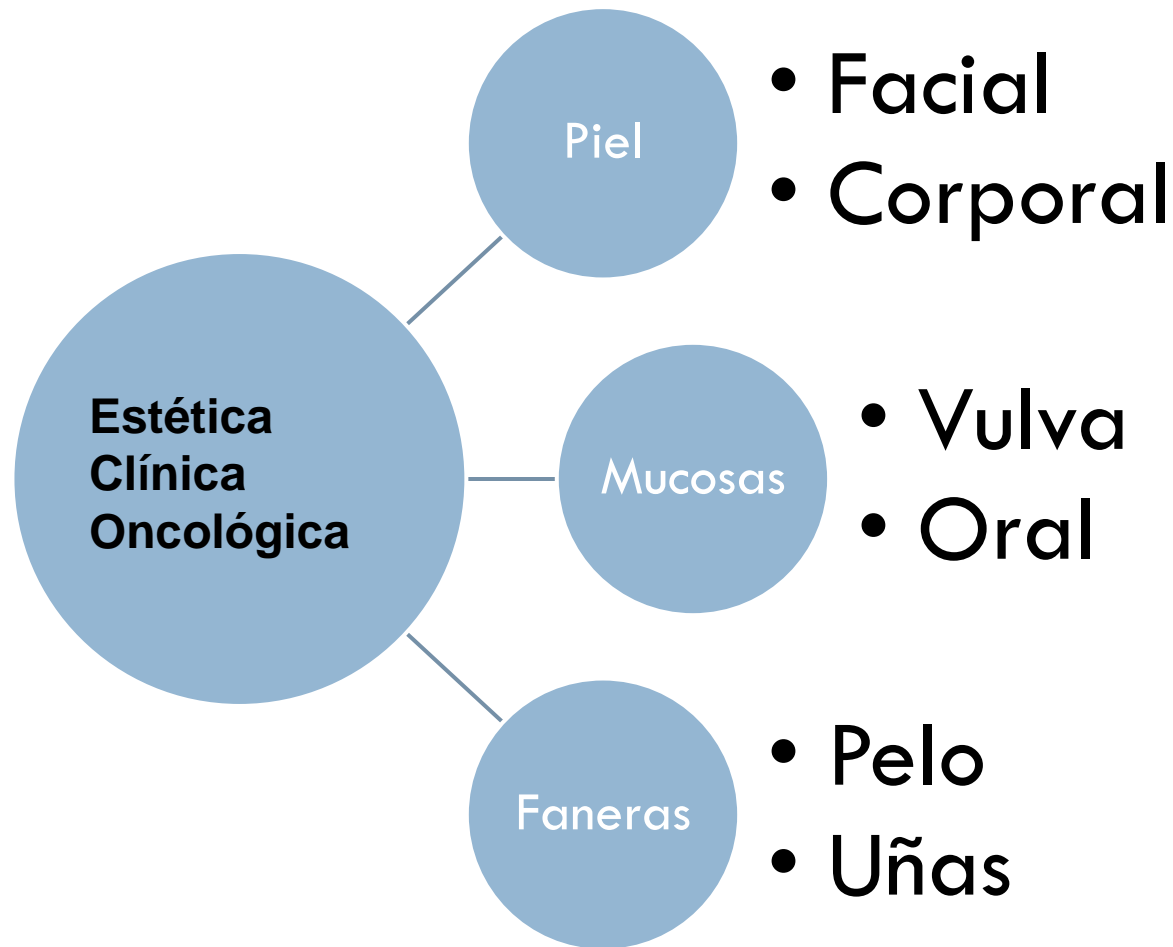 Estética
Clínica
Oncológica
Piel
• Facial
• Corporal
Mucosas
• Vulva
• Oral
Faneras
• Pelo
• Uñas